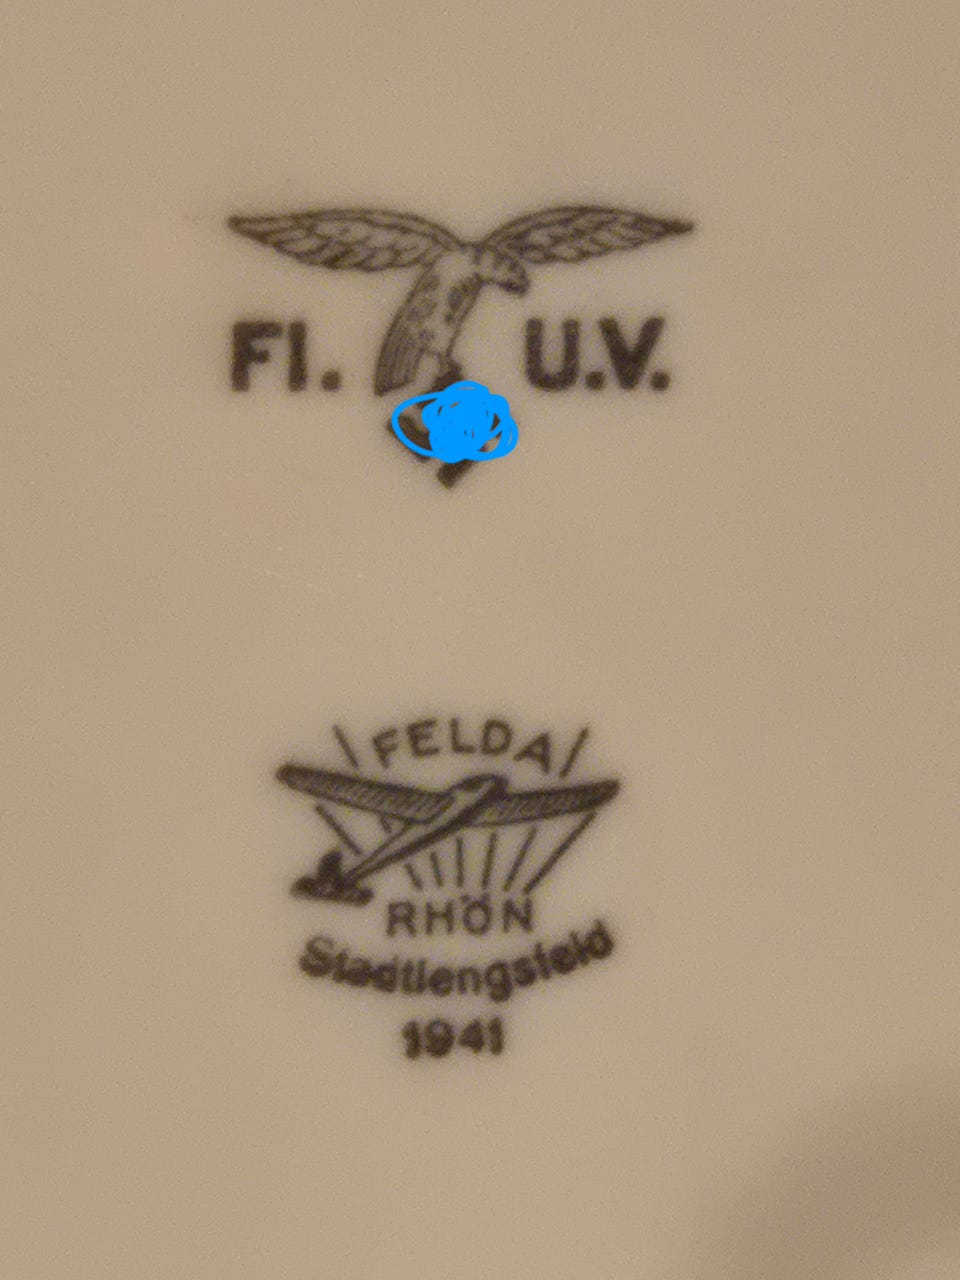 Fl. U.V.
FELDA
RHÖN
Stadtlengsfeld
1941